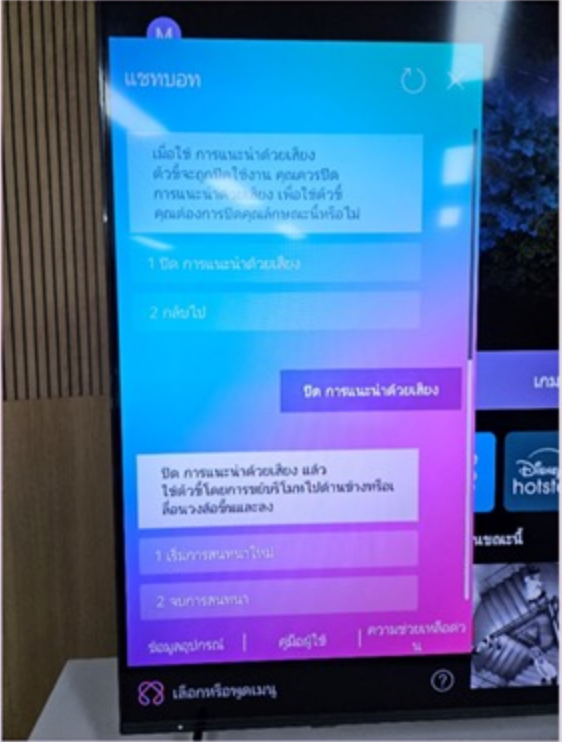 M
แชทบอท
เมื่อใช้ การแนะนำด้วยเสียง
ตัวชี้จะถูกปิดใช้งาน คุณควรปิด
การแนะนำด้วยเสียง เพื่อใช้ตัวชี้
คุณต้องการปิดคุณลักษณะนี้หรือไม่
1 ปิด การแนะนำด้วยเสียง
2 กลับไป
ปิด การแนะนำด้วยเสียง
เกม
ปิด การแนะนำด้วยเสียง แล้ว
ใช้ตัวชี้โดยการขยับรีโมทไปด้านข้างหรือเ
ลื่อนวงล้อขึ้นและลง
Disne
hotst
นขณะนี้
1 เริ่มการสนทนาใหม่
2 จบการสนทนา
ข้อมูลอุปกรณ์ | คู่มือผู้ใช้ | ความช่วยเหลือด่ว
น
เลือกหรือพูดเมนู ?